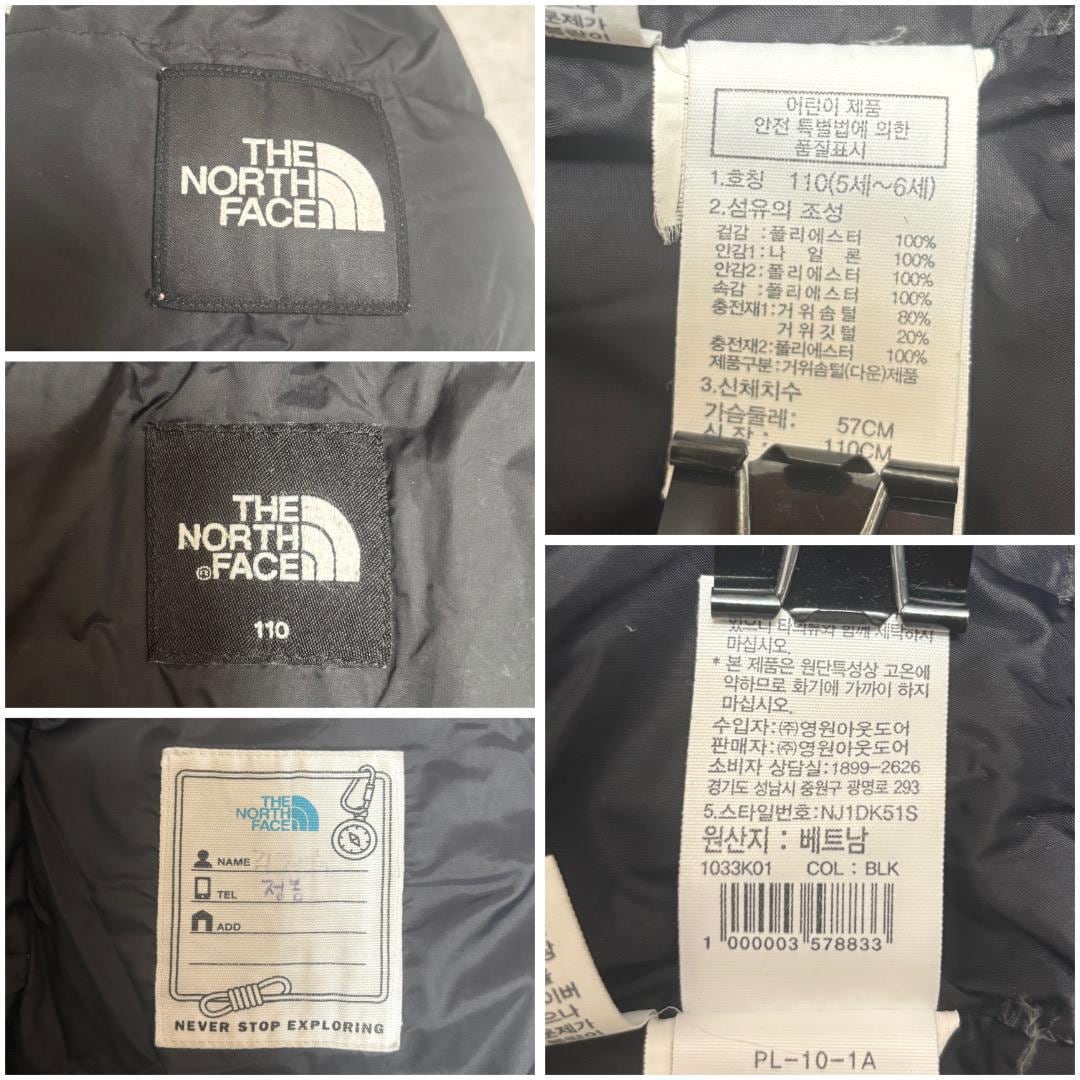 THE
NORTH
FACE
THE
NORTH
®FACE
110
THE
NORTH
FACE
NAME
TEL 정봄
ADD
NEVER STOP EXPLORING
어린이 제품
안전 특별법에 의한
품질표시
1.호칭 110(5세~6세)
2.섬유의 조성
겉감 :폴리에스터 100%
안감1:나 일 론 100%
안감2:폴리에스터 100%
속감 :폴리에스터 100%
충전재1:거위솜털 80%
거위깃털 20%
충전재2:폴리에스터 100%
제품구분:거위솜털(다운)제품
3.신체치수
가슴둘레: 57CM
신 장 : 110CM
마십시오.
* 본 제품은 원단특성상 고온에
약하므로 화기에 가까이 하지
마십시오.
수입자:(주)영원아웃도어
판매자:(주)영원아웃도어
소비자 상담실:1899-2626
경기도 성남시 중원구 광명로 293
5.스타일번호:NJ1DK51S
원산지 : 베트남
1033K01 COL : BLK
1 000003 578833
PL-10-1A